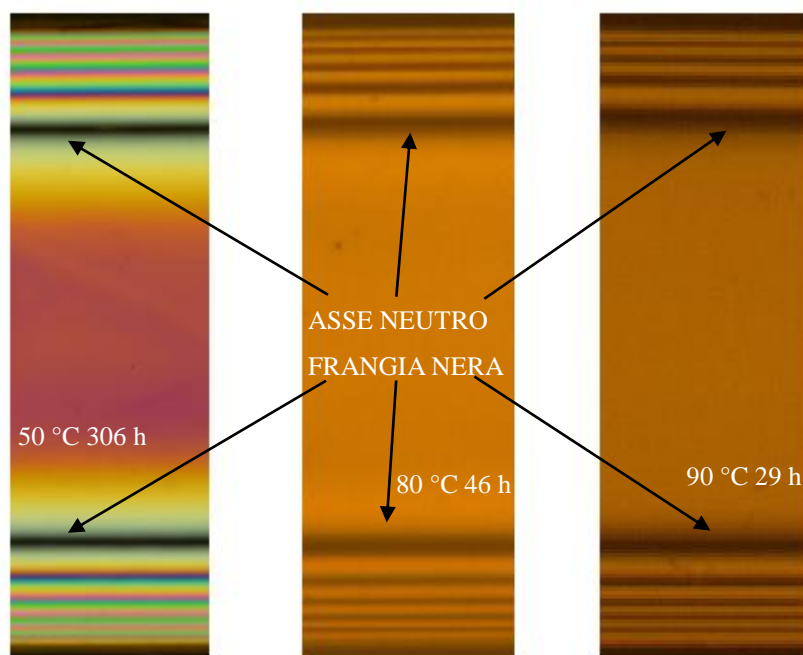 ASSE NEUTRO
FRANGIA NERA
50 °C 306 h
80 °C 46 h
90 °C 29 h